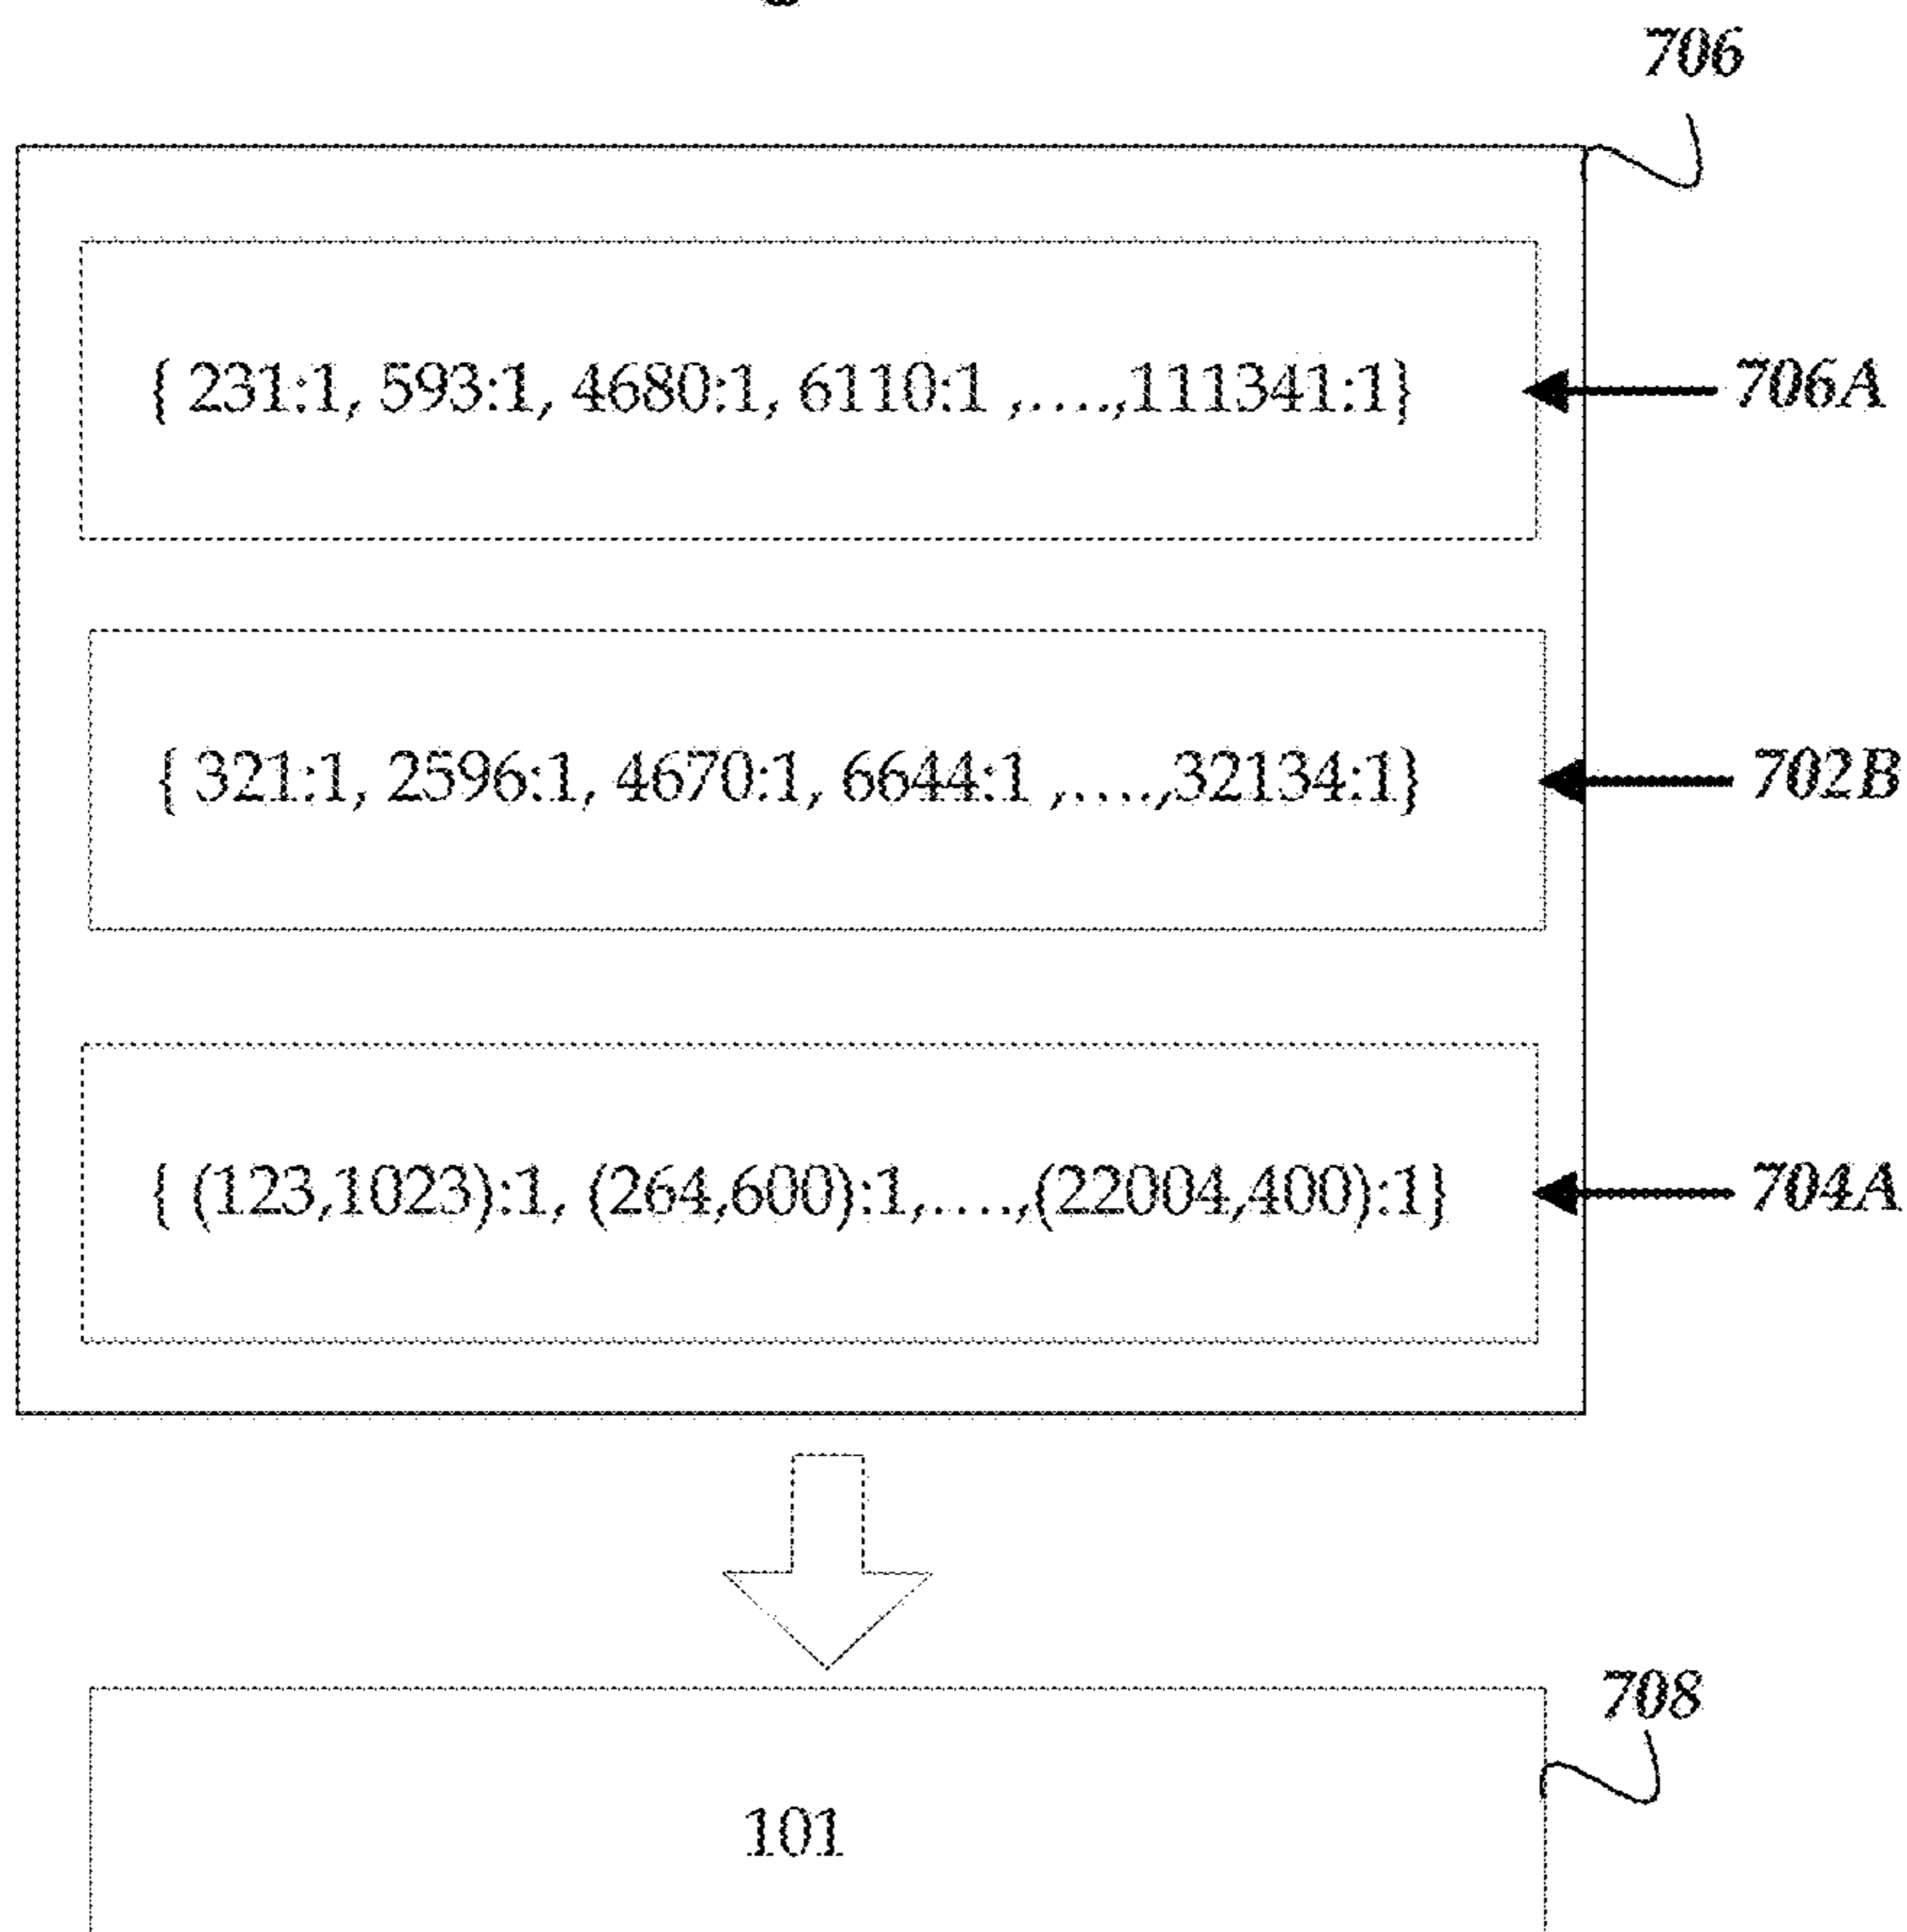 706
{ 231:1, 593:1, 4680:1, 6110:1 ,....,111341:1}
706A
{ 321:1, 2596:1, 4670:1, 6644:1 ,....,32134:1}
702B
{ (123,1023):1, (264,600):1,....,(22004,400):1}
704A
708
101